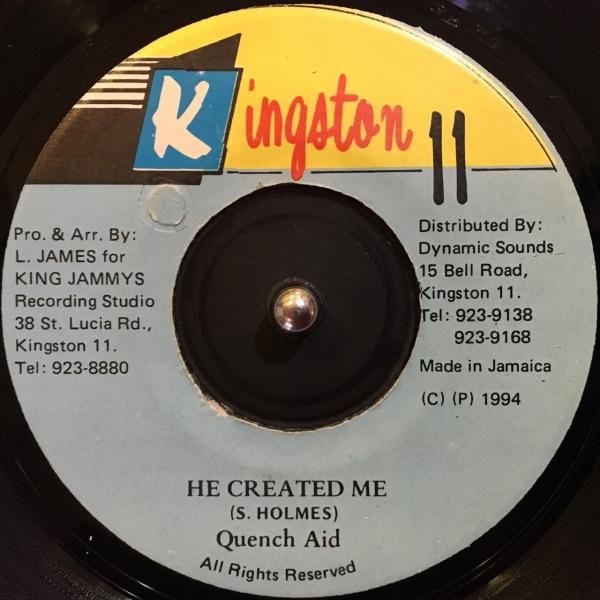 Kingston 11
Pro. & Arr. By:
L. JAMES for
KING JAMMYS
Recording Studio
38 St. Lucia Rd.,
Kingston 11.
Tel: 923-8880
Distributed By:
Dynamic Sounds
15 Bell Road,
Kingston 11.
Tel: 923-9138
923-9168
Made in Jamaica
(C) (P) 1994
HE CREATED ME
(S. HOLMES)
Quench Aid
All Rights Reserved